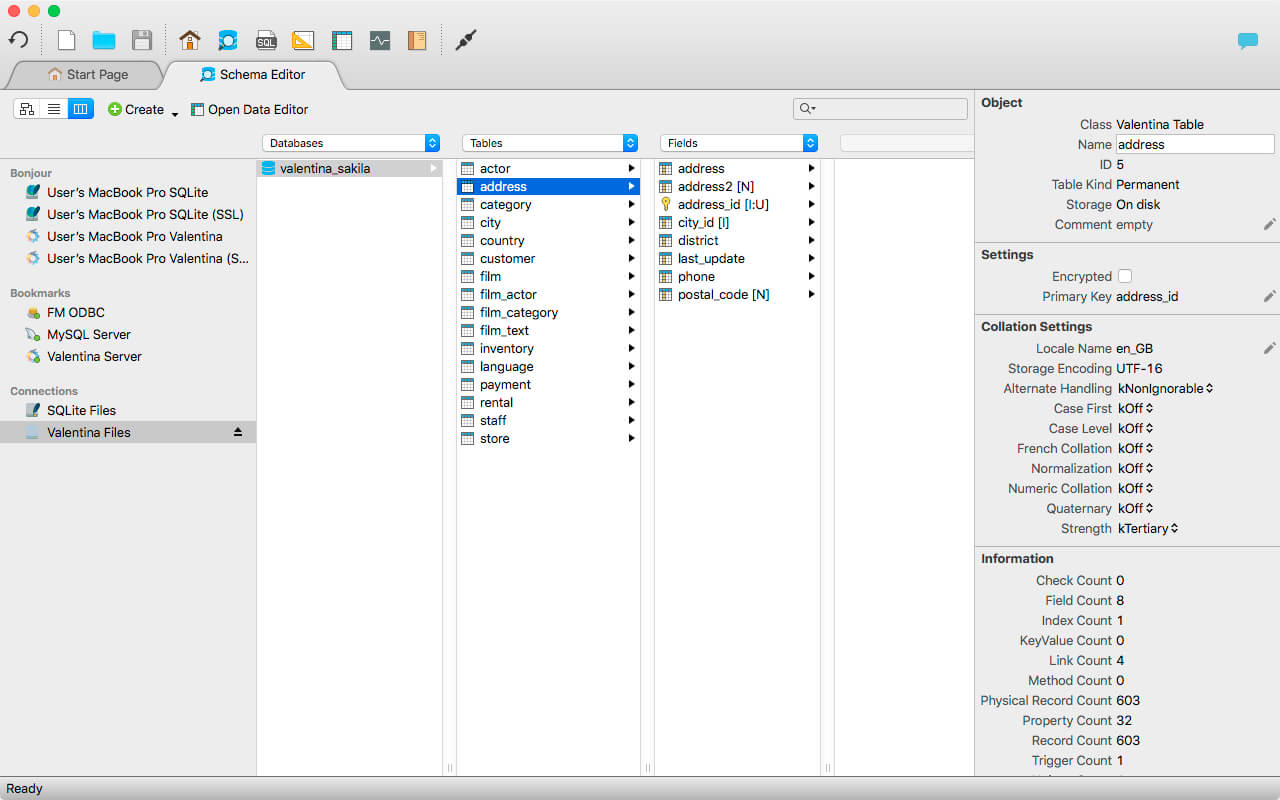 SQL
Start Page
Schema Editor
Create
Open Data Editor
Databases
Tables
Fields
Bonjour
User's MacBook Pro SQLite
User's MacBook Pro SQLite (SSL)
User's MacBook Pro Valentina
User's MacBook Pro Valentina (S...
Bookmarks
FM ODBC
MySQL Server
Valentina Server
Connections
SQLite Files
Valentina Files
valentina_sakila
actor
address
category
city
country
customer
film
film_actor
film_category
film_text
inventory
language
payment
rental
staff
store
address
address2 [N]
address_id [I:U]
city_id [I]
district
last_update
phone
postal_code [N]
Object
Class Valentina Table
Name address
ID 5
Table Kind Permanent
Storage On disk
Comment empty
Settings
Encrypted
Primary Key address_id
Collation Settings
Locale Name en_GB
Storage Encoding UTF-16
Alternate Handling kNonIgnorable
Case First kOff
Case Level kOff
French Collation kOff
Normalization kOff
Numeric Collation kOff
Quaternary kOff
Strength kTertiary
Information
Check Count 0
Field Count 8
Index Count 1
KeyValue Count 0
Link Count 4
Method Count 0
Physical Record Count 603
Property Count 32
Record Count 603
Trigger Count 1
Ready